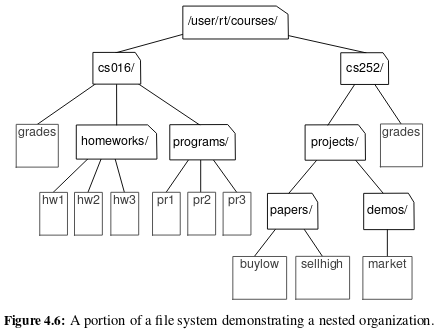 /user/rt/courses/
cs016/ cs252/
grades homeworks/ programs/ projects/ grades
hw1 hw2 hw3 pr1 pr2 pr3 papers/ demos/
buylow sellhigh market
Figure 4.6: A portion of a file system demonstrating a nested organization.